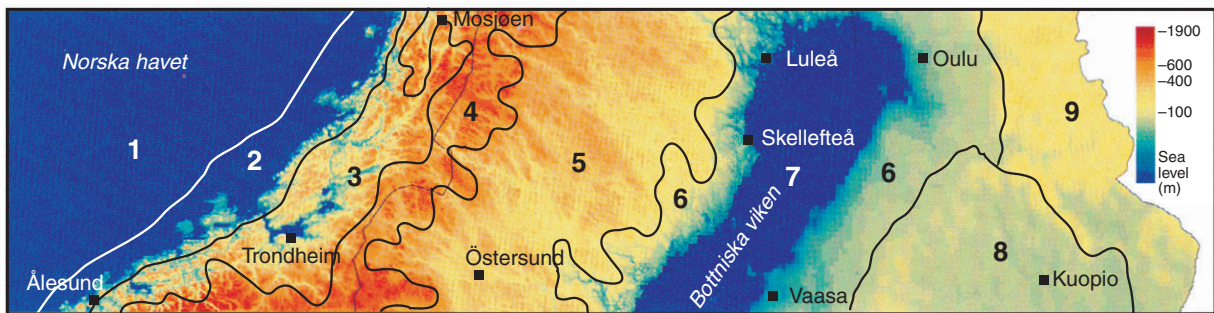 Mosjøen
Norska havet
Luleå
Oulu
–1900
–600
–400
–100
Sea
level
(m)
1
2
3
4
5
6
7
6
8
9
Skellefteå
Bottniska viken
Trondheim
Östersund
Ålesund
Vaasa
Kuopio